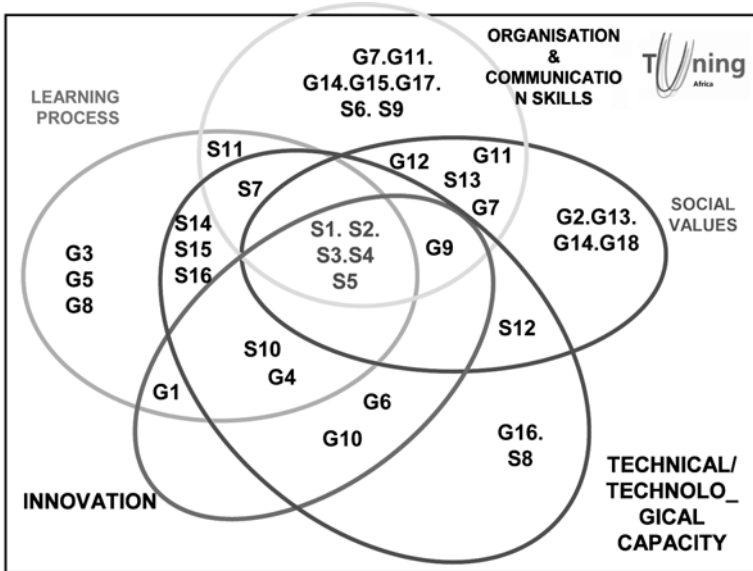 ORGANISATION
&
COMMUNICATIO
N SKILLS
Tuning
Africa
G7.G11.
G14.G15.G17.
S6. S9
LEARNING
PROCESS
S11
G12
G11
S13
G7
S7
SOCIAL
VALUES
G2.G13.
G14.G18
S14
S15
S16
S1. S2.
S3.S4
S5
G9
G3
G5
G8
S12
S10
G4
G1
G6
G10
G16.
S8
INNOVATION
TECHNICAL/
TECHNOLO_
GICAL
CAPACITY